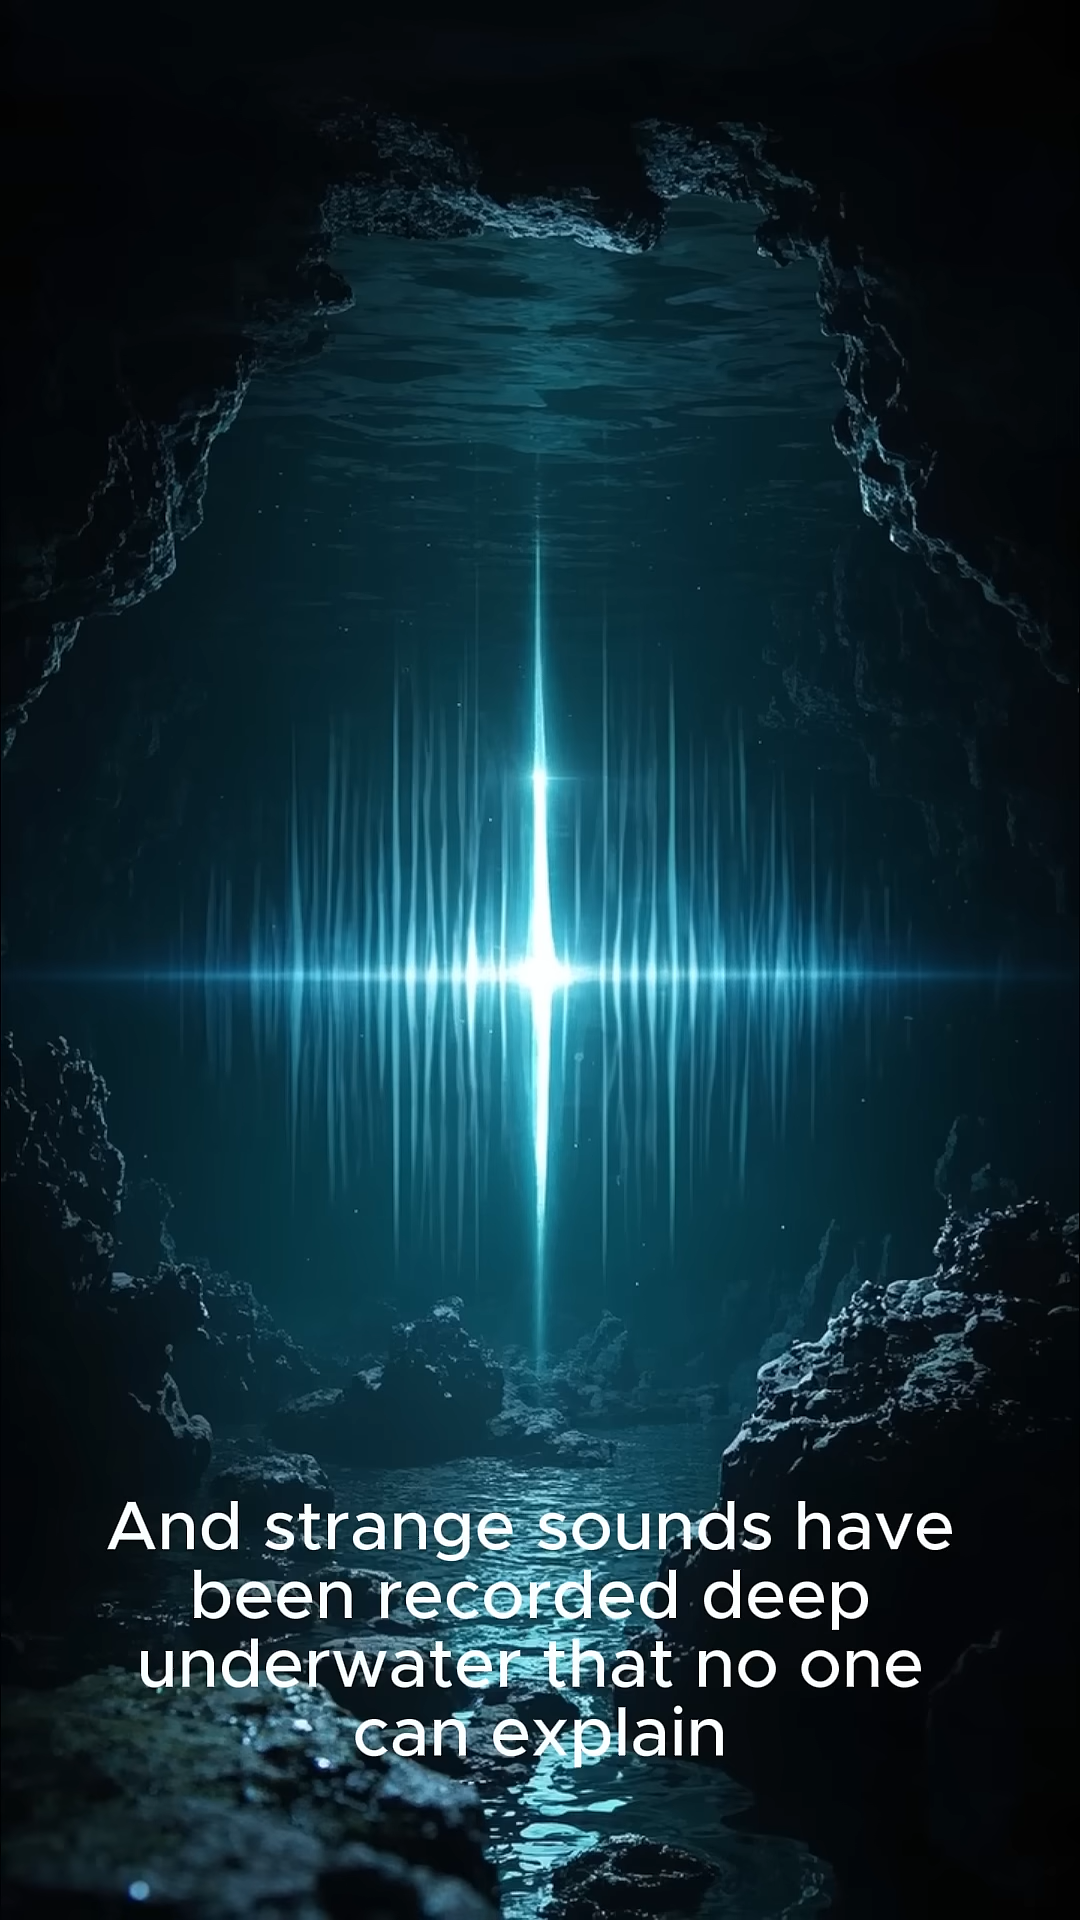 And strange sounds have
been recorded deep
underwater that no one
can explain